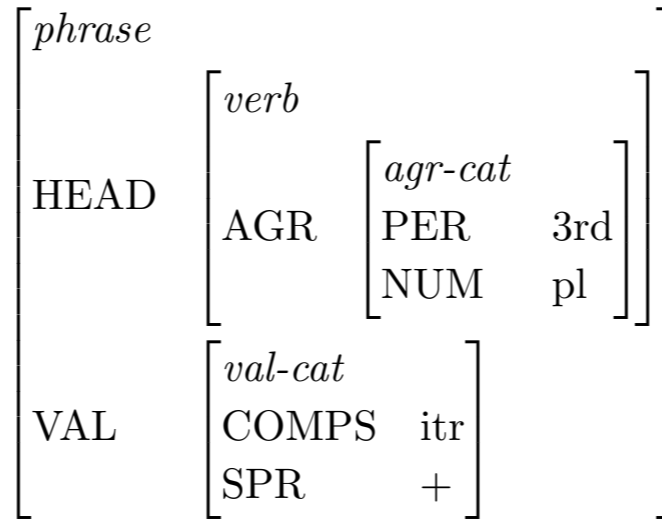 phrase
verb
agr-cat
HEAD AGR PER 3rd
NUM pl
val-cat
VAL COMPS itr
SPR +